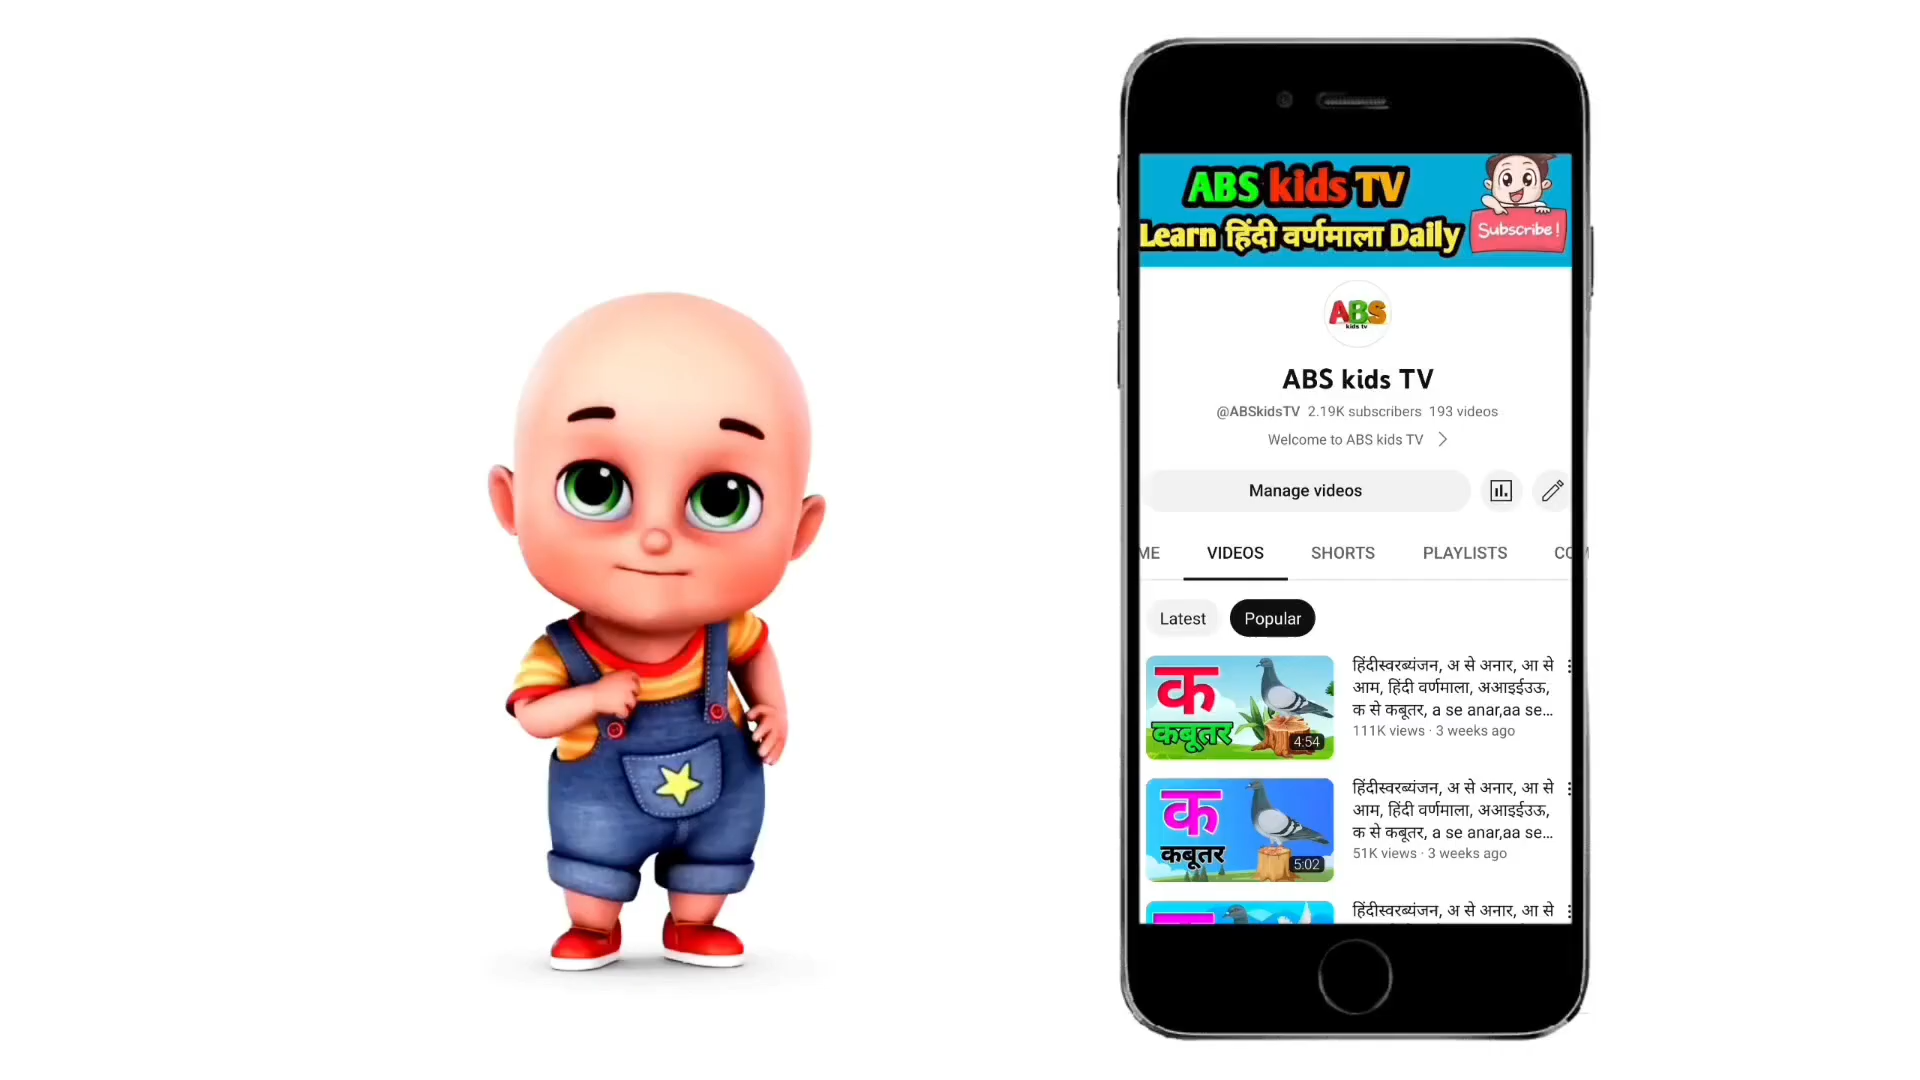 ABS kids TV
Learn हिंदी वर्णमाला Daily
Subscribe!
ABS
kids tv
ABS kids TV
@ABSkidsTV 2.19K subscribers 193 videos
Welcome to ABS kids TV
Manage videos
ME VIDEOS SHORTS PLAYLISTS COM
Latest Popular
क
कबूतर
4:54
हिंदीस्वरब्यंजन, अ से अनार, आ से
आम, हिंदी वर्णमाला, अआइईउऊ,
क से कबूतर, a se anar,aa se...
111K views · 3 weeks ago
क
कबूतर
5:02
हिंदीस्वरब्यंजन, अ से अनार, आ से
आम, हिंदी वर्णमाला, अआइईउऊ,
क से कबूतर, a se anar,aa se...
51K views · 3 weeks ago
हिंदीस्वरब्यंजन, अ से अनार, आ से